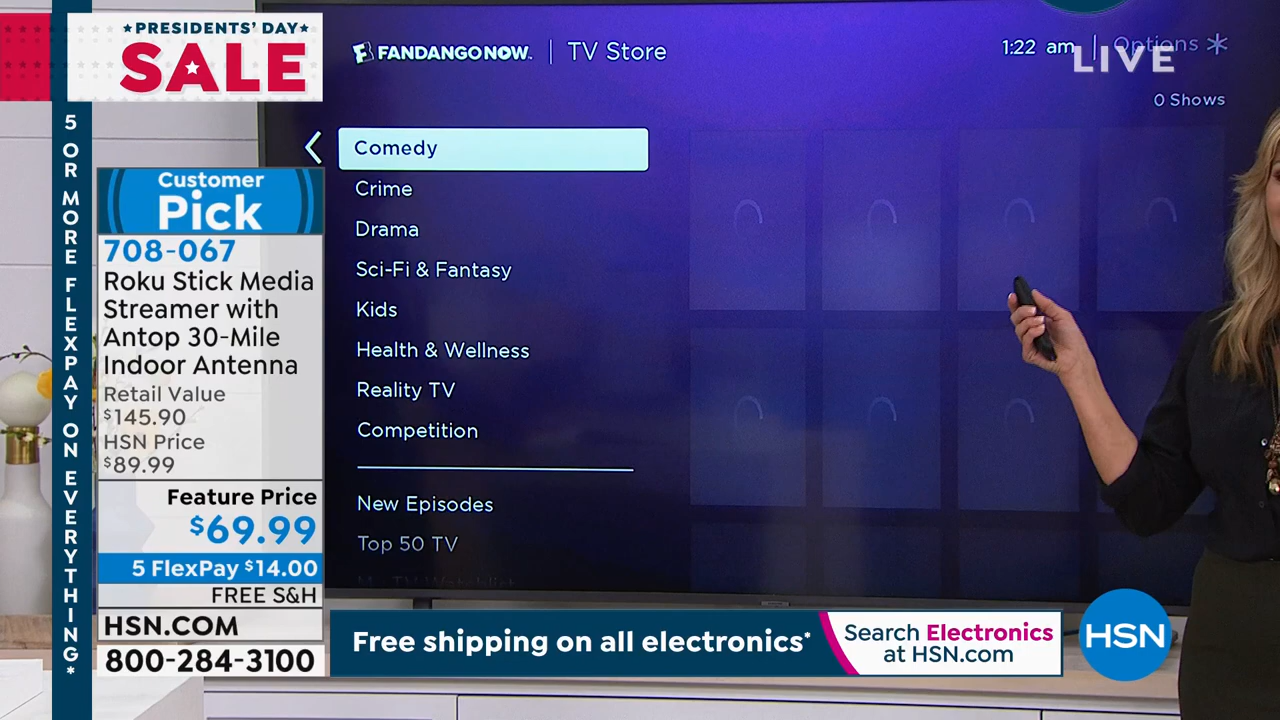 PRESIDENTS' DAY
SALE
5 OR MORE FLEXPAY ON EVERYTHING*
Customer
Pick
708-067
Roku Stick Media
Streamer with
Antop 30-Mile
Indoor Antenna
Retail Value
$145.90
HSN Price
$89.99
Feature Price
$69.99
5 FlexPay $14.00
FREE S&H
HSN.COM
800-284-3100
FANDANGONOW | TV Store
1:22 am | Options
LIVE
0 Shows
Comedy
Crime
Drama
Sci-Fi & Fantasy
Kids
Health & Wellness
Reality TV
Competition
New Episodes
Top 50 TV
My TV Watchlist
Free shipping on all electronics*
Search Electronics
at HSN.com
HSN